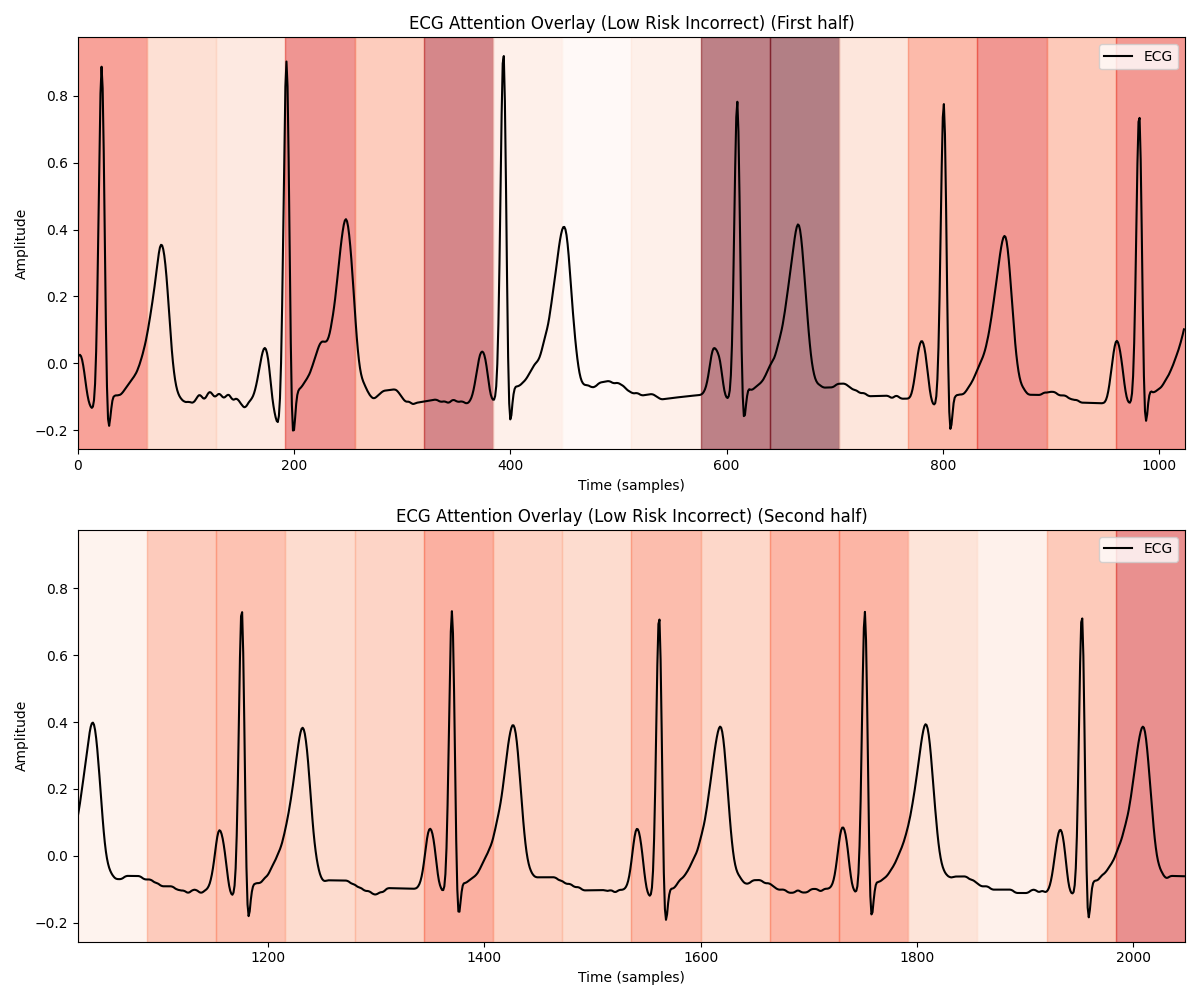 ECG Attention Overlay (Low Risk Incorrect) (First half)
ECG
Amplitude
0.8
0.6
0.4
0.2
0.0
−0.2
0 200 400 600 800 1000
Time (samples)
ECG Attention Overlay (Low Risk Incorrect) (Second half)
ECG
Amplitude
0.8
0.6
0.4
0.2
0.0
−0.2
1200 1400 1600 1800 2000
Time (samples)